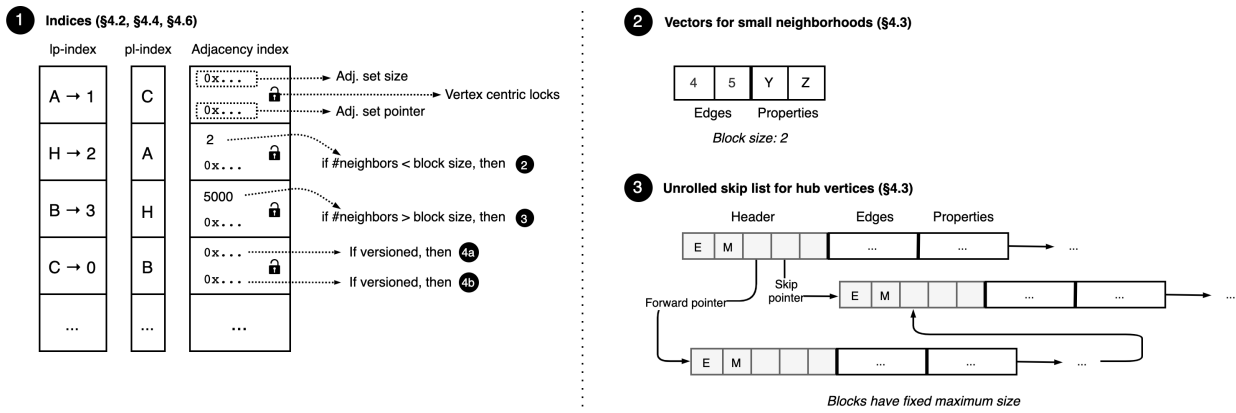 1 Indices (§4.2, §4.4, §4.6)
lp-index pl-index Adjacency index
A → 1 C 0x... Adj. set size
Vertex centric locks
0x... Adj. set pointer
H → 2 A 2
0x... if #neighbors < block size, then 2
B → 3 H 5000
0x... if #neighbors > block size, then 3
C → 0 B 0x... If versioned, then 4a
0x... If versioned, then 4b
... ... ...
2 Vectors for small neighborhoods (§4.3)
4 5 Y Z
Edges Properties
Block size: 2
3 Unrolled skip list for hub vertices (§4.3)
Header Edges Properties
E M ... ... ...
Skip
pointer
Forward pointer
E M ... ... ...
E M ... ... ...
Blocks have fixed maximum size